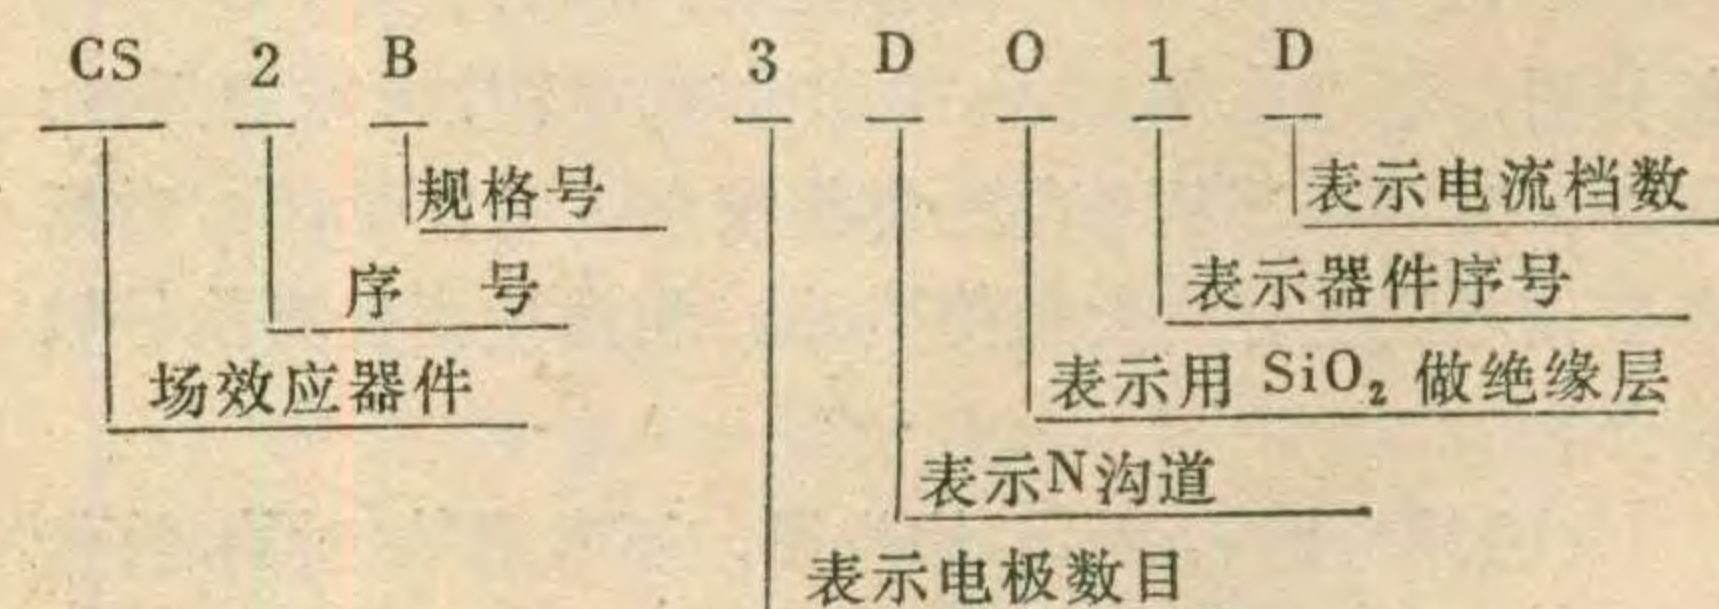 CS 2 B 3 D O 1 D
规格号 表示电流档数
序 号 表示器件序号
场效应器件 表示用 SiO₂ 做绝缘层
表示N沟道
表示电极数目